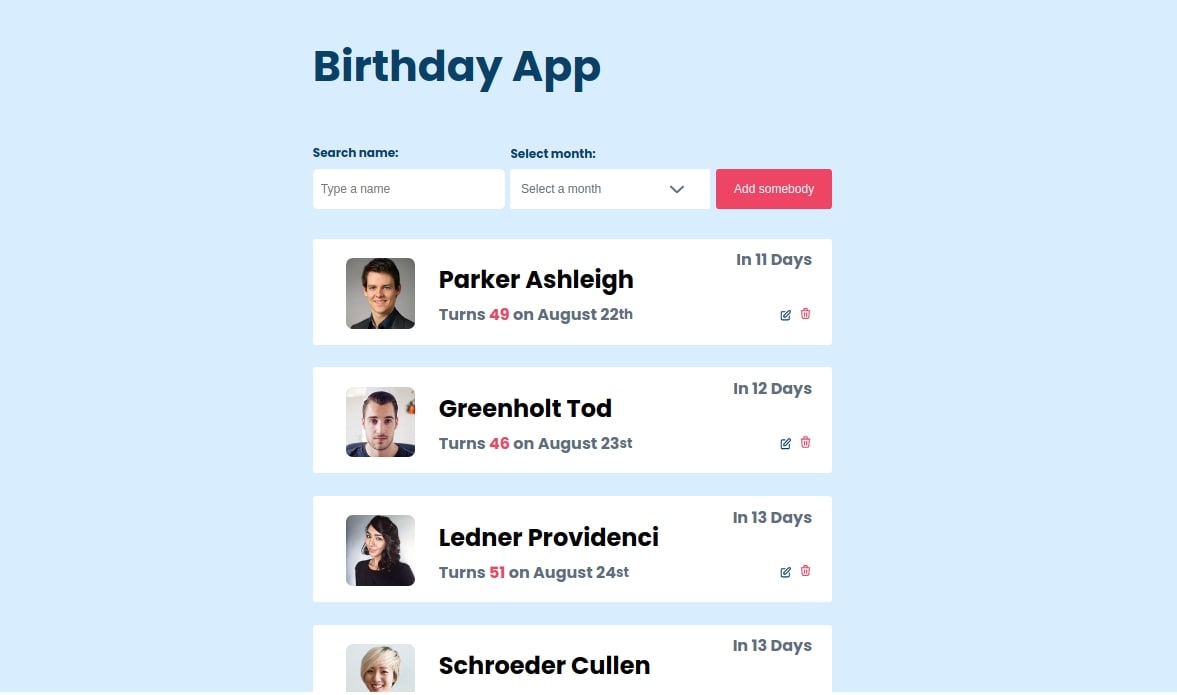 Birthday App
Search name:
Select month:
Type a name
Select a month
Add somebody
In 11 Days
Parker Ashleigh
Turns 49 on August 22th
In 12 Days
Greenholt Tod
Turns 46 on August 23st
In 13 Days
Ledner Providenci
Turns 51 on August 24st
In 13 Days
Schroeder Cullen